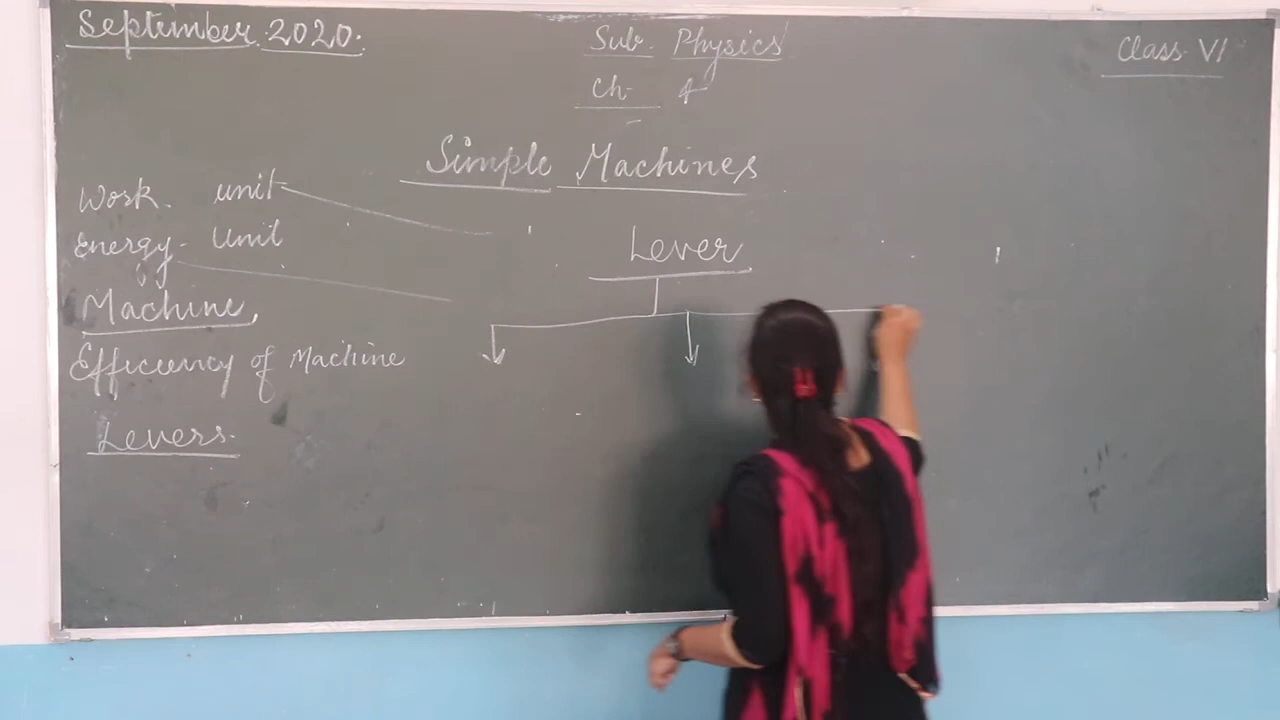 September 2020.
Sub. Physics
Class VI
Ch- 4
Simple Machines
Work- unit
Energy- Unit
Lever
Machine,
Efficiency of Machine
Levers.